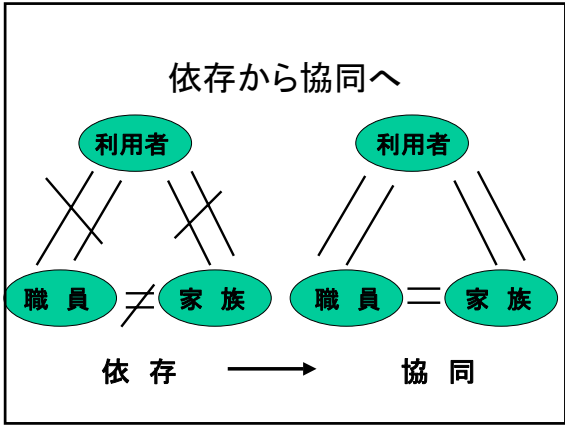 依存から協同へ
利用者
利用者
職 員
家 族
職 員
家 族
依 存
協 同